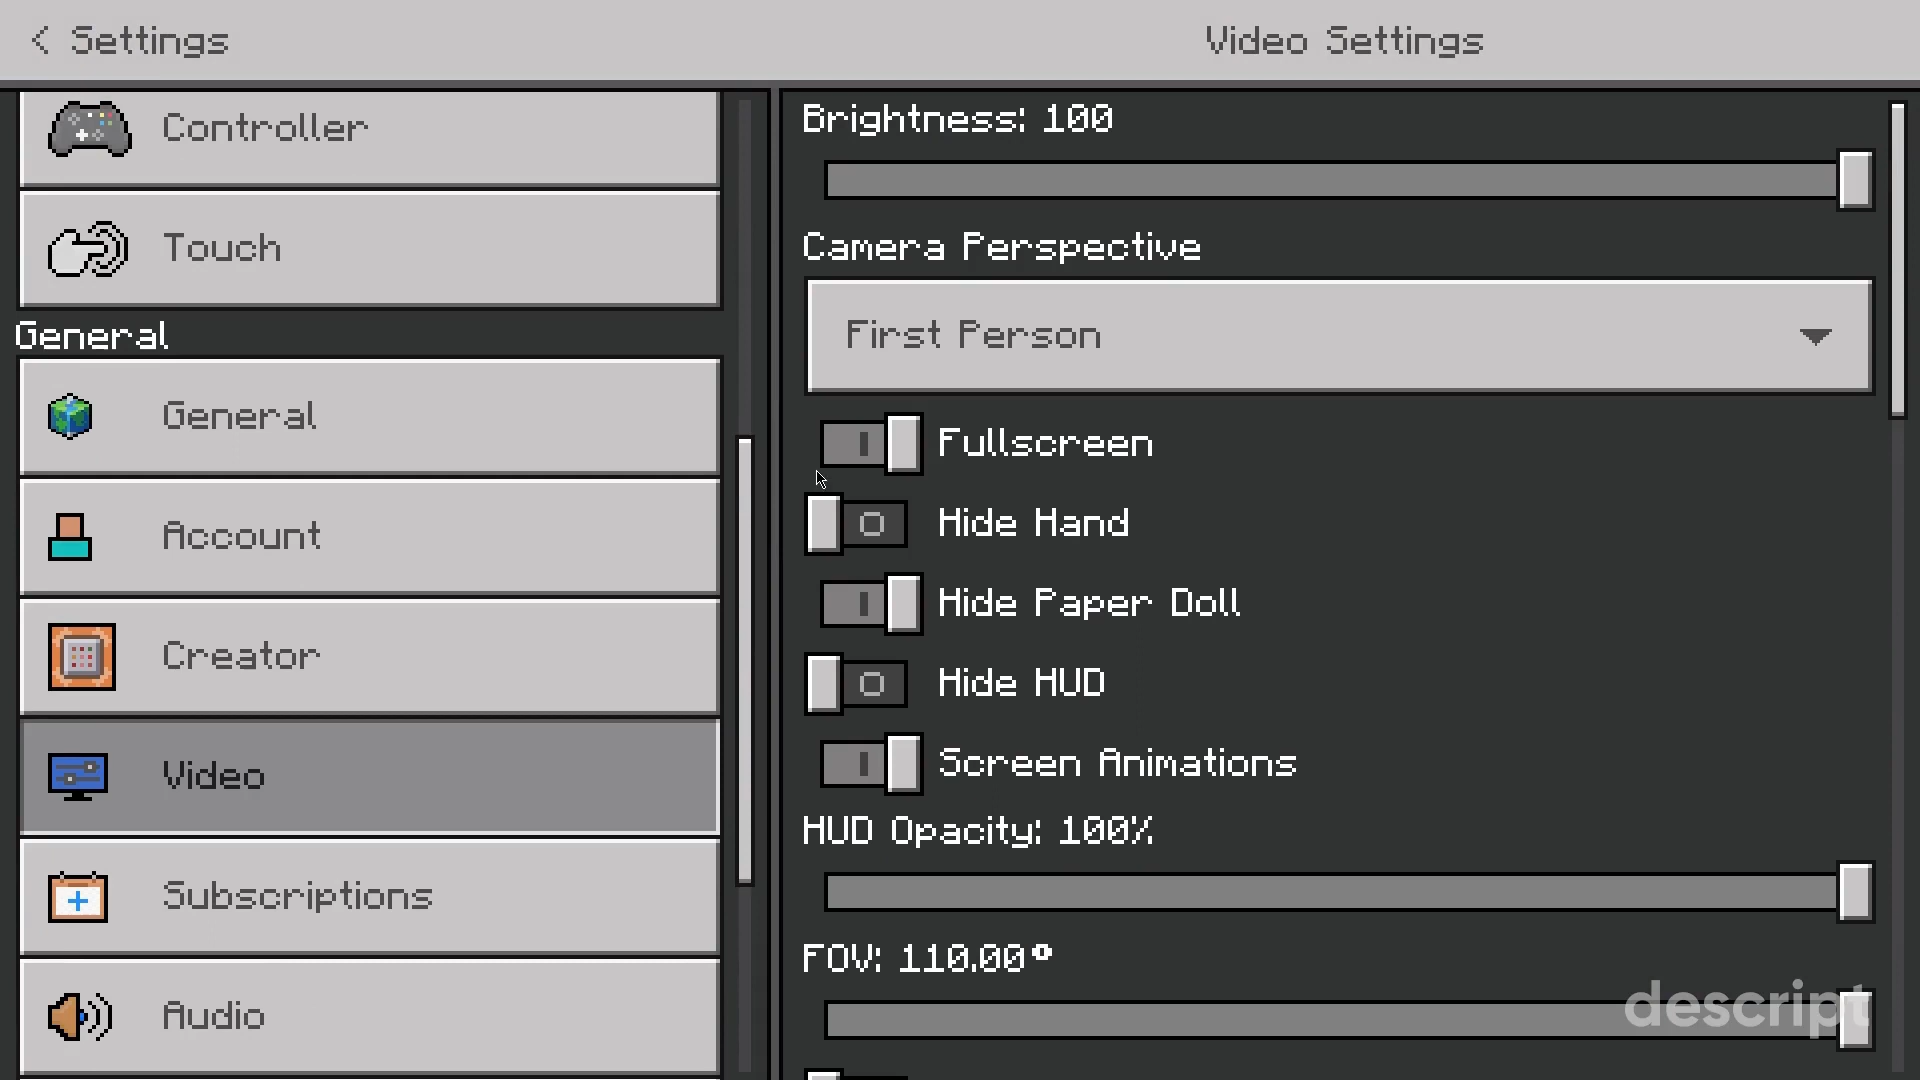 Settings
Video Settings
Controller
Touch
General
General
Account
Creator
Video
Subscriptions
Audio
Brightness: 100
Camera Perspective
First Person
Fullscreen
Hide Hand
Hide Paper Doll
Hide HUD
Screen Animations
HUD Opacity: 100%
FOV: 110.00°
descript